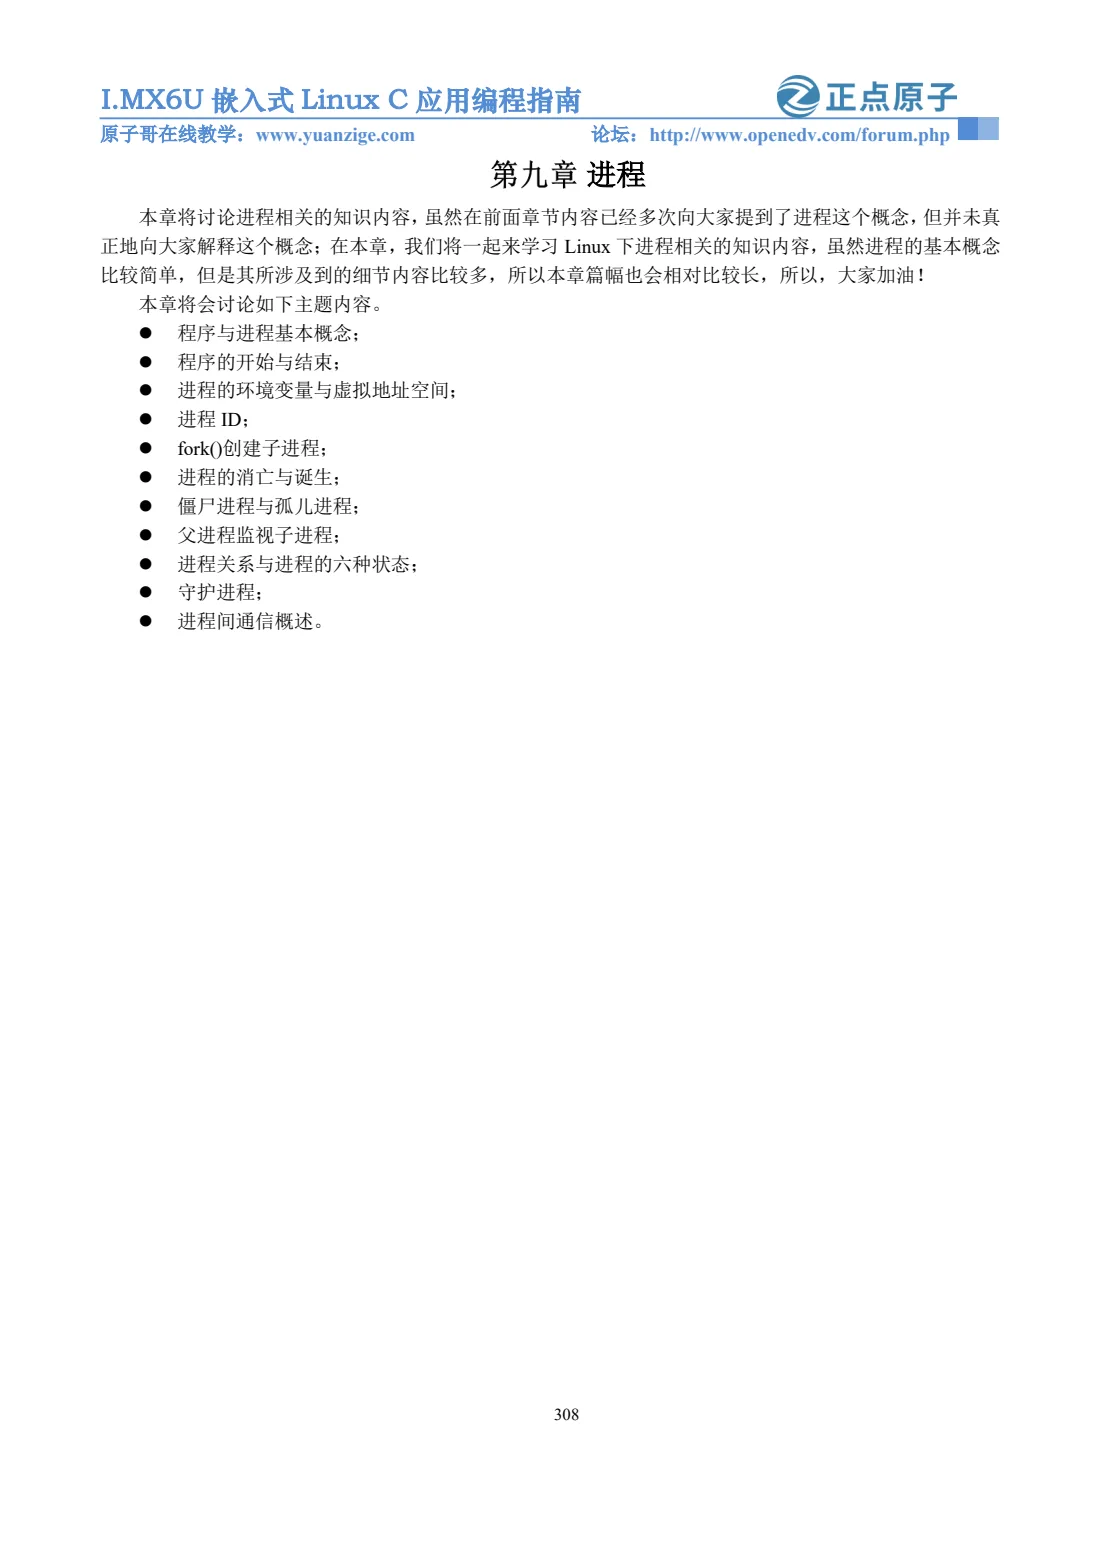 I.MX6U 嵌入式 Linux C 应用编程指南
正点原子
原子哥在线教学：www.yuanzige.com 论坛：http://www.openedv.com/forum.php
第九章 进程
本章将讨论进程相关的知识内容，虽然在前面章节内容已经多次向大家提到了进程这个概念，但并未真
正地向大家解释这个概念；在本章，我们将一起来学习 Linux 下进程相关的知识内容，虽然进程的基本概念
比较简单，但是其所涉及到的细节内容比较多，所以本章篇幅也会相对比较长，所以，大家加油！
本章将会讨论如下主题内容。
● 程序与进程基本概念；
● 程序的开始与结束；
● 进程的环境变量与虚拟地址空间；
● 进程 ID；
● fork()创建子进程；
● 进程的消亡与诞生；
● 僵尸进程与孤儿进程；
● 父进程监视子进程；
● 进程关系与进程的六种状态；
● 守护进程；
● 进程间通信概述。
308